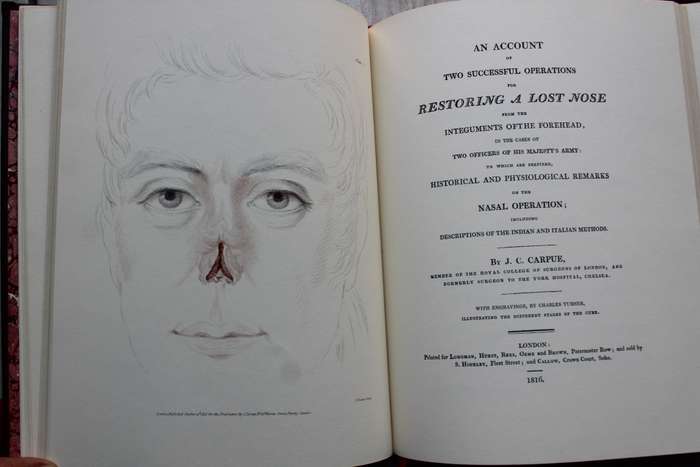 AN ACCOUNT
OF
TWO SUCCESSFUL OPERATIONS
FOR
RESTORING A LOST NOSE
FROM THE
INTEGUMENTS OF THE FOREHEAD,
IN THE CASES OF
TWO OFFICERS OF HIS MAJESTY'S ARMY:
TO WHICH ARE PREFIXED,
HISTORICAL AND PHYSIOLOGICAL REMARKS
ON THE
NASAL OPERATION;
INCLUDING
DESCRIPTIONS OF THE INDIAN AND ITALIAN METHODS.
BY J. C. CARPUE,
MEMBER OF THE ROYAL COLLEGE OF SURGEONS OF LONDON, AND
FORMERLY SURGEON TO THE YORK HOSPITAL, CHELSEA.
WITH ENGRAVINGS, BY CHARLES TURNER,
ILLUSTRATING THE DIFFERENT STAGES OF THE CURE.
LONDON:
Printed for LONGMAN, HURST, REES, ORME AND BROWN, Paternoster Row; and sold by
S. HIGHLEY, Fleet Street; and CALLOW, Crown Court, Soho.
1816.